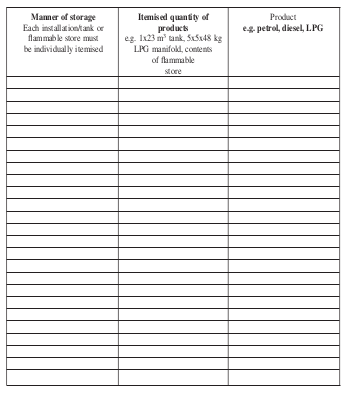 Manner of storage
Each installation/tank or
flammable store must
be individually itemised
Itemised quantity of
products
e.g. 1x23 m³ tank, 5x5x48 kg
LPG manifold, contents
of flammable
store
Product
e.g. petrol, diesel, LPG